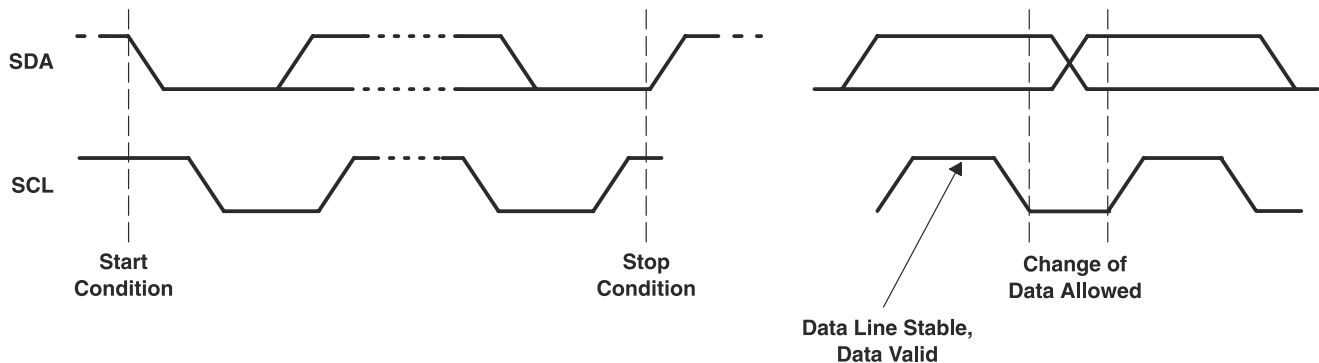 SDA
SCL
Start
Condition
Stop
Condition
Change of
Data Allowed
Data Line Stable,
Data Valid